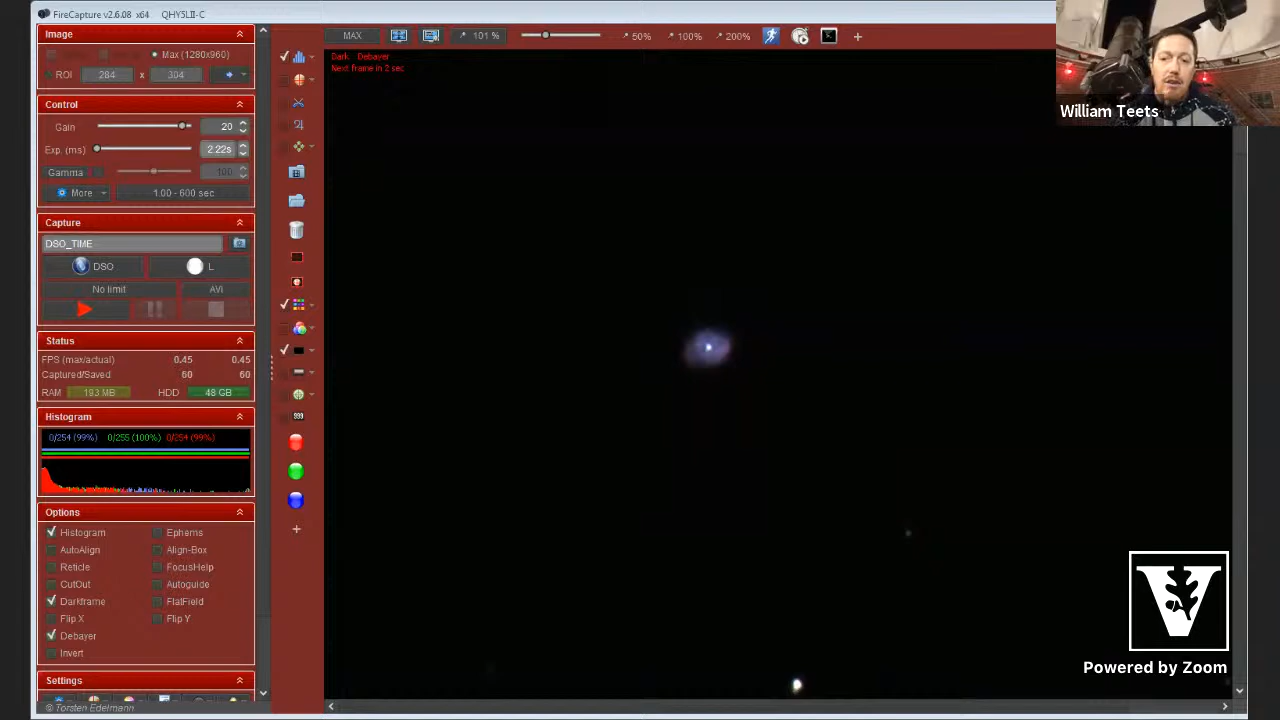 FireCapture v2.6.08 x64 QHY5LII-C
Image
Max (1280x960)
ROI 284 x 304
Control
Gain 20
Exp. (ms) 2.22s
Gamma 100
More 1.00 - 600 sec
Capture
DSO_TIME
DSO L
No limit AVI
Status
FPS (max/actual) 0.45 0.45
Captured/Saved 60 60
RAM 193 MB HDD 48 GB
Histogram
0/254 (99%) 0/255 (100%) 0/254 (99%)
Options
Histogram Ephems
AutoAlign Align-Box
Reticle FocusHelp
CutOut Autoguide
Darkframe FlatField
Flip X Flip Y
Debayer
Invert
Settings
© Torsten Edelmann
999
MAX 101 % 50% 100% 200%
Dark Debayer
Next frame in 2 sec
William Teets
V
Powered by Zoom